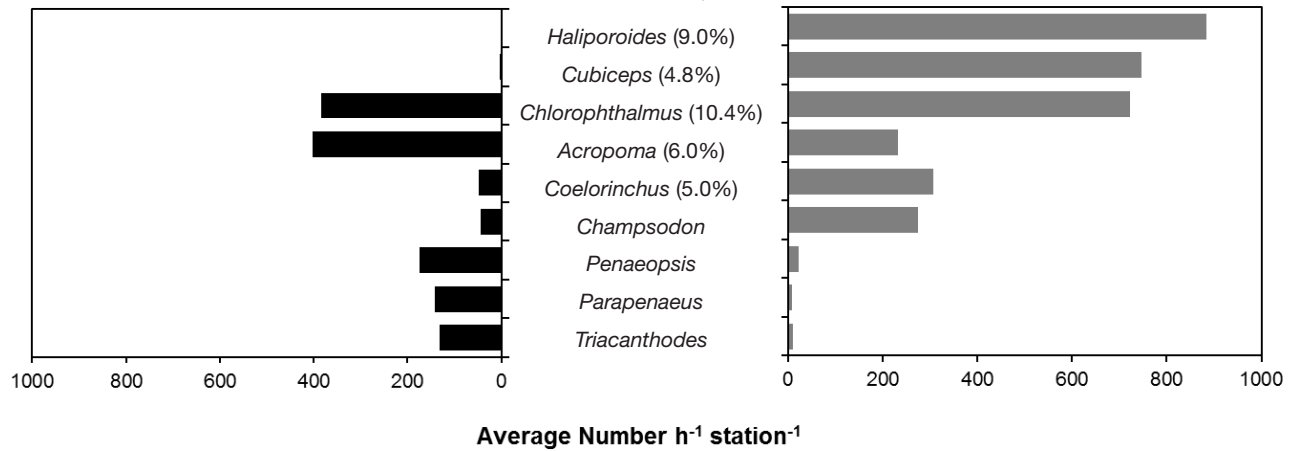 Haliporoides (9.0%)
Cubiceps (4.8%)
Chlorophthalmus (10.4%)
Acropoma (6.0%)
Coelorinchus (5.0%)
Champsodon
Penaeopsis
Parapenaeus
Triacanthodes
1000 800 600 400 200 0
0 200 400 600 800 1000
Average Number h⁻¹ station⁻¹